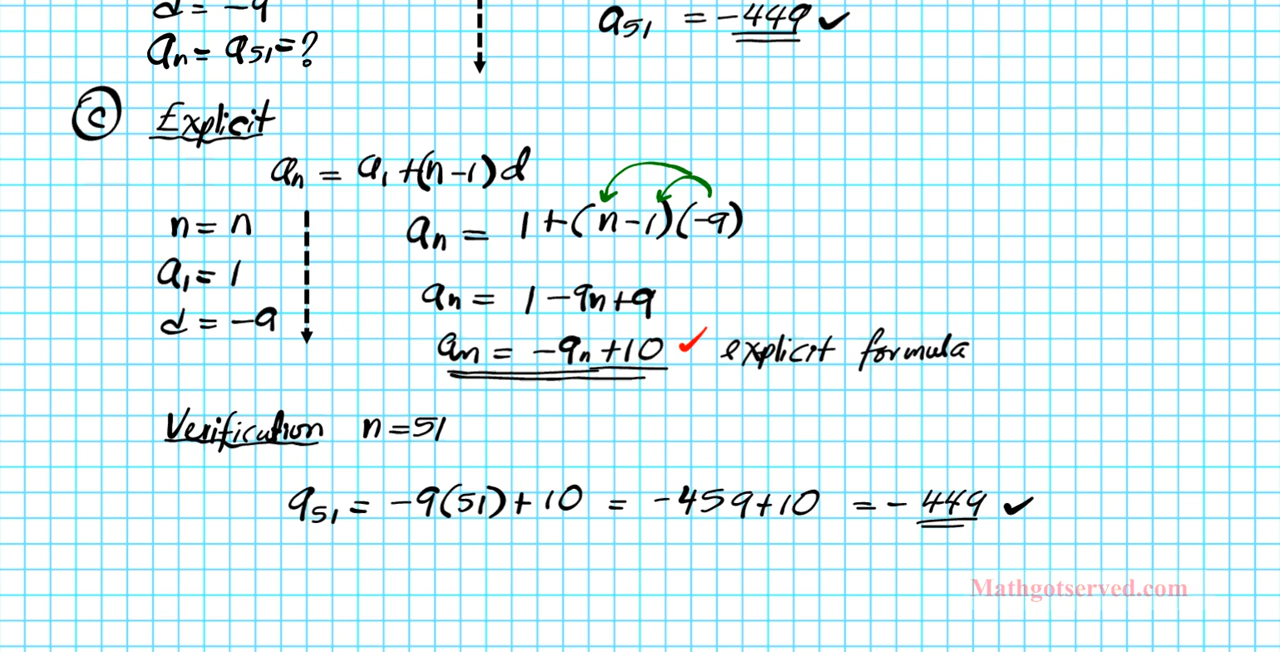 d = -9
a₅₁ = -449 ✓
aₙ = a₅₁ = ?
(c) Explicit
aₙ = a₁ + (n-1)d
n = n
aₙ = 1 + (n-1)(-9)
a₁ = 1
aₙ = 1 - 9n + 9
d = -9
aₙ = -9n + 10 ✓ explicit formula
Verification n = 51
a₅₁ = -9(51) + 10 = -459 + 10 = -449 ✓
Mathgotserved.com